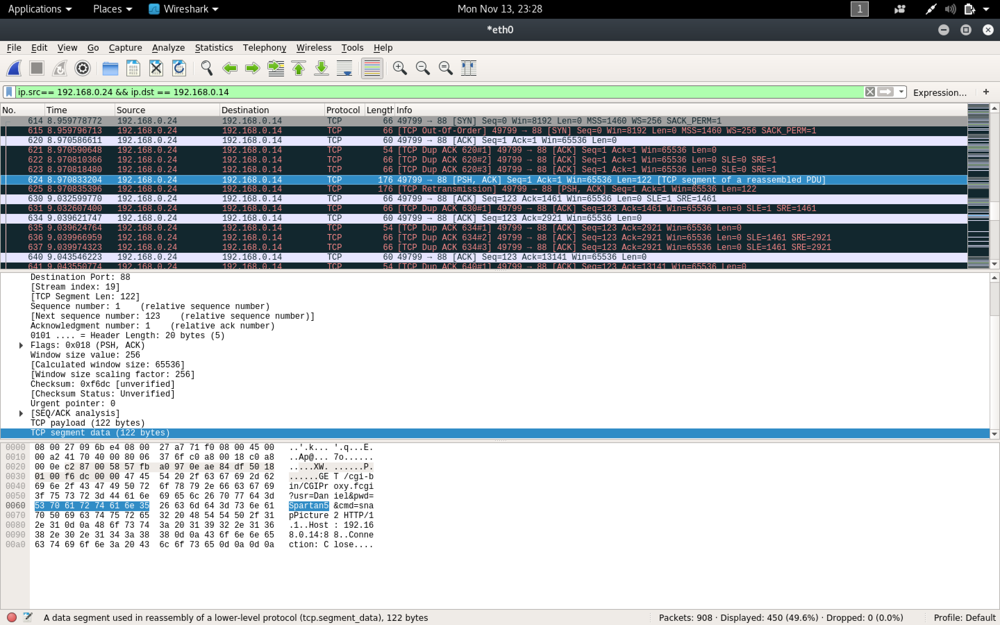 Applications Places Wireshark Mon Nov 13, 23:28 1
*eth0
File Edit View Go Capture Analyze Statistics Telephony Wireless Tools Help
ip.src== 192.168.0.24 && ip.dst == 192.168.0.14 Expression... +
No. Time Source Destination Protocol Length Info
614 8.959778772 192.168.0.24 192.168.0.14 TCP 66 49799 → 88 [SYN] Seq=0 Win=8192 Len=0 MSS=1460 WS=256 SACK_PERM=1
615 8.959796713 192.168.0.24 192.168.0.14 TCP 66 [TCP Out-Of-Order] 49799 → 88 [SYN] Seq=0 Win=8192 Len=0 MSS=1460 WS=256 SACK_PERM=1
620 8.970586611 192.168.0.24 192.168.0.14 TCP 60 49799 → 88 [ACK] Seq=1 Ack=1 Win=65536 Len=0
621 8.970590648 192.168.0.24 192.168.0.14 TCP 54 [TCP Dup ACK 620#1] 49799 → 88 [ACK] Seq=1 Ack=1 Win=65536 Len=0
622 8.970810366 192.168.0.24 192.168.0.14 TCP 66 [TCP Dup ACK 620#2] 49799 → 88 [ACK] Seq=1 Ack=1 Win=65536 Len=0 SLE=0 SRE=1
623 8.970818480 192.168.0.24 192.168.0.14 TCP 66 [TCP Dup ACK 620#3] 49799 → 88 [ACK] Seq=1 Ack=1 Win=65536 Len=0 SLE=0 SRE=1
624 8.970833204 192.168.0.24 192.168.0.14 TCP 176 49799 → 88 [PSH, ACK] Seq=1 Ack=1 Win=65536 Len=122 [TCP segment of a reassembled PDU]
625 8.970835396 192.168.0.24 192.168.0.14 TCP 176 [TCP Retransmission] 49799 → 88 [PSH, ACK] Seq=1 Ack=1 Win=65536 Len=122
630 9.032599770 192.168.0.24 192.168.0.14 TCP 66 49799 → 88 [ACK] Seq=123 Ack=1461 Win=65536 Len=0 SLE=1 SRE=1461
631 9.032607400 192.168.0.24 192.168.0.14 TCP 66 [TCP Dup ACK 630#1] 49799 → 88 [ACK] Seq=123 Ack=1461 Win=65536 Len=0 SLE=1 SRE=1461
634 9.039621747 192.168.0.24 192.168.0.14 TCP 60 49799 → 88 [ACK] Seq=123 Ack=2921 Win=65536 Len=0
635 9.039624764 192.168.0.24 192.168.0.14 TCP 54 [TCP Dup ACK 634#1] 49799 → 88 [ACK] Seq=123 Ack=2921 Win=65536 Len=0
636 9.039966959 192.168.0.24 192.168.0.14 TCP 66 [TCP Dup ACK 634#2] 49799 → 88 [ACK] Seq=123 Ack=2921 Win=65536 Len=0 SLE=1461 SRE=2921
637 9.039974323 192.168.0.24 192.168.0.14 TCP 66 [TCP Dup ACK 634#3] 49799 → 88 [ACK] Seq=123 Ack=2921 Win=65536 Len=0 SLE=1461 SRE=2921
640 9.043546223 192.168.0.24 192.168.0.14 TCP 60 49799 → 88 [ACK] Seq=123 Ack=13141 Win=65536 Len=0
641 9.043550774 192.168.0.24 192.168.0.14 TCP 54 [TCP Dup ACK 640#1] 49799 → 88 [ACK] Seq=123 Ack=13141 Win=65536 Len=0
Destination Port: 88
[Stream index: 19]
[TCP Segment Len: 122]
Sequence number: 1 (relative sequence number)
[Next sequence number: 123 (relative sequence number)]
Acknowledgment number: 1 (relative ack number)
0101 .... = Header Length: 20 bytes (5)
Flags: 0x018 (PSH, ACK)
Window size value: 256
[Calculated window size: 65536]
[Window size scaling factor: 256]
Checksum: 0xf6dc [unverified]
[Checksum Status: Unverified]
Urgent pointer: 0
[SEQ/ACK analysis]
TCP payload (122 bytes)
TCP segment data (122 bytes)
0000 08 00 27 09 6b e4 08 00 27 a7 71 f0 08 00 45 00 ..'.k... '.q...E.
0010 00 a2 41 70 40 00 80 06 37 6f c0 a8 00 18 c0 a8 ..Ap@... 7o......
0020 00 0e c2 87 00 58 57 fb a0 97 0e ae 84 df 50 18 .....XW. ......P.
0030 01 00 f6 dc 00 00 47 45 54 20 2f 63 67 69 2d 62 ......GE T /cgi-b
0040 69 6e 2f 43 47 49 50 72 6f 78 79 2e 66 63 67 69 in/CGIPr oxy.fcgi
0050 3f 75 73 72 3d 44 61 6e 69 65 6c 26 70 77 64 3d ?usr=Dan iel&pwd=
0060 53 70 61 72 74 61 6e 35 26 63 6d 64 3d 73 6e 61 Spartan5 &cmd=sna
0070 70 50 69 63 74 75 72 65 32 20 48 54 54 50 2f 31 pPicture 2 HTTP/1
0080 2e 31 0d 0a 48 6f 73 74 3a 20 31 39 32 2e 31 36 .1..Host : 192.16
0090 38 2e 30 2e 31 34 3a 38 38 0d 0a 43 6f 6e 6e 65 8.0.14:8 8..Conne
00a0 63 74 69 6f 6e 3a 20 43 6c 6f 73 65 0d 0a 0d 0a ction: C lose....
A data segment used in reassembly of a lower-level protocol (tcp.segment_data), 122 bytes Packets: 908 · Displayed: 450 (49.6%) · Dropped: 0 (0.0%) Profile: Default